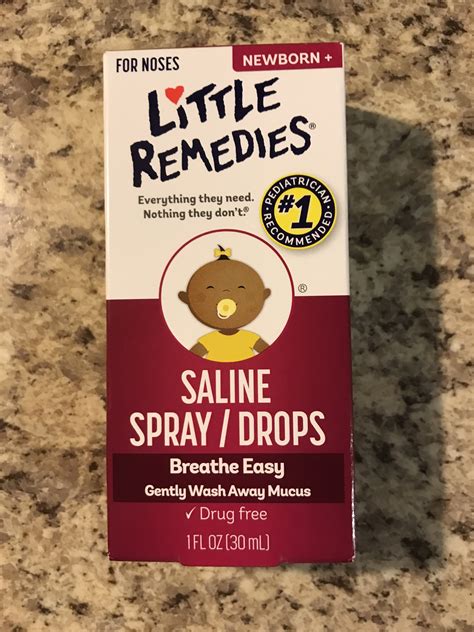 FOR NOSES
NEWBORN +
LITTLE
REMEDIES®
Everything they need.
Nothing they don't.®
PEDIATRICIAN
#1
RECOMMENDED
®
SALINE
SPRAY / DROPS
Breathe Easy
Gently Wash Away Mucus
✓ Drug free
1 FL OZ (30 mL)